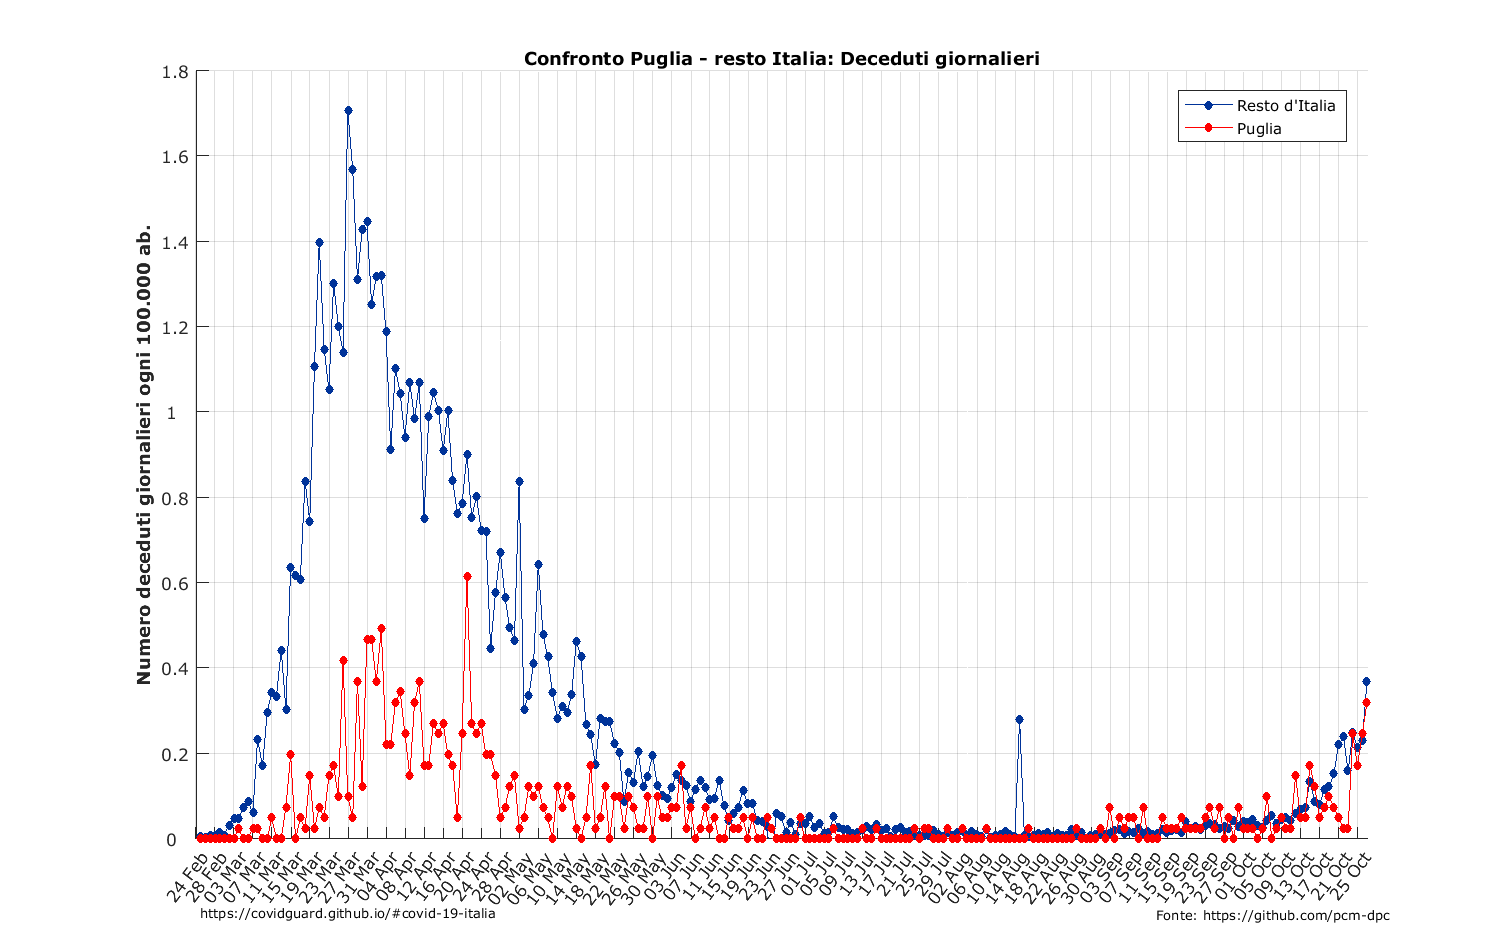 Confronto Puglia - resto Italia: Deceduti giornalieri
Resto d'Italia
Puglia
Numero deceduti giornalieri ogni 100.000 ab.
1.8
1.6
1.4
1.2
1
0.8
0.6
0.4
0.2
0
24 Feb
28 Feb
03 Mar
07 Mar
11 Mar
15 Mar
19 Mar
23 Mar
27 Mar
31 Mar
04 Apr
08 Apr
12 Apr
16 Apr
20 Apr
24 Apr
28 Apr
02 May
06 May
10 May
14 May
18 May
22 May
26 May
30 May
03 Jun
07 Jun
11 Jun
15 Jun
19 Jun
23 Jun
27 Jun
01 Jul
05 Jul
09 Jul
13 Jul
17 Jul
21 Jul
25 Jul
29 Jul
02 Aug
06 Aug
10 Aug
14 Aug
18 Aug
22 Aug
26 Aug
30 Aug
03 Sep
07 Sep
11 Sep
15 Sep
19 Sep
23 Sep
27 Sep
01 Oct
05 Oct
09 Oct
13 Oct
17 Oct
21 Oct
25 Oct
https://covidguard.github.io/#covid-19-italia
Fonte: https://github.com/pcm-dpc